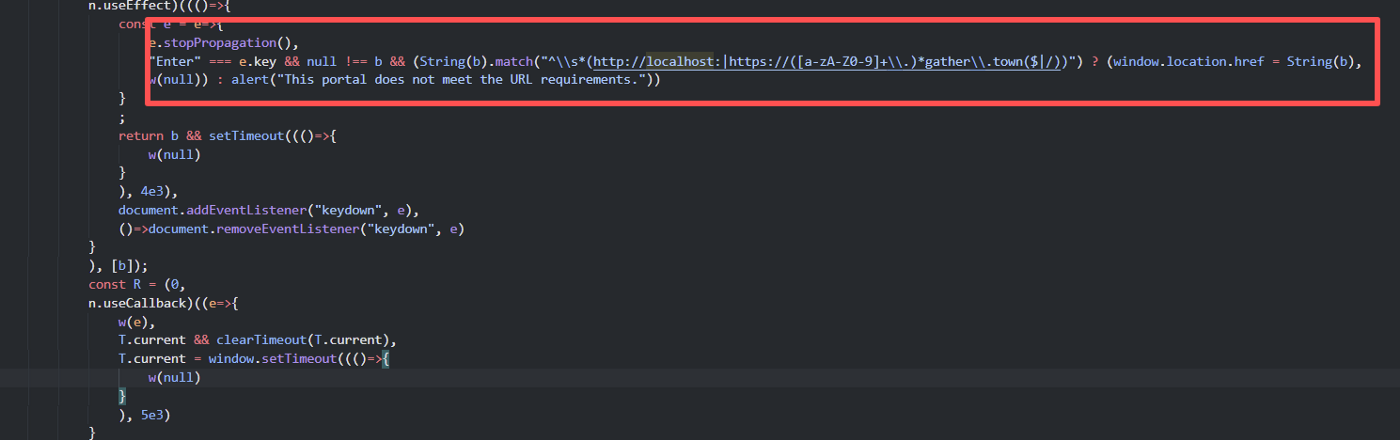 n.useEffect)((()=>{
const e = e=>{
e.stopPropagation(),
"Enter" === e.key && null !== b && (String(b).match("^\\s*(http://localhost:|https://([a-zA-Z0-9]+\\.)*gather\\.town($|/))") ? (window.location.href = String(b),
w(null)) : alert("This portal does not meet the URL requirements."))
}
;
return b && setTimeout((()=>{
w(null)
}
), 4e3),
document.addEventListener("keydown", e),
()=>document.removeEventListener("keydown", e)
}
), [b]);
const R = (0,
n.useCallback)((e=>{
w(e),
T.current && clearTimeout(T.current),
T.current = window.setTimeout((()=>{
w(null)
}
), 5e3)
}